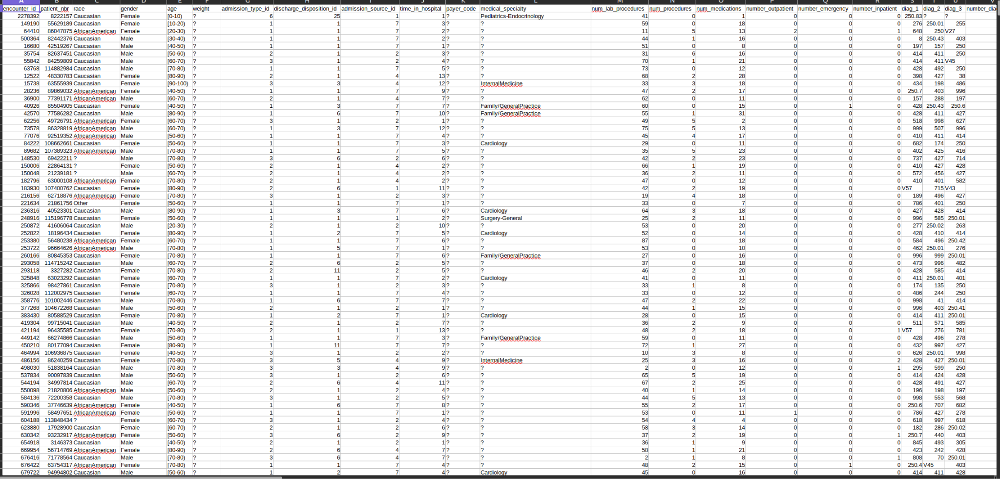 A B C D E F G H I J K L M N O P Q R S T U V
encounter_id patient_nbr race gender age weight admission_type_id discharge_disposition_id admission_source_id time_in_hospital payer_code medical_specialty num_lab_procedures num_procedures num_medications number_outpatient number_emergency number_inpatient diag_1 diag_2 diag_3 number_dia
2278392 8222157 Caucasian Female [0-10) ? 6 25 1 1 ? Pediatrics-Endocrinology 41 0 1 0 0 0 250.83 ? ?
149190 55629189 Caucasian Female [10-20) ? 1 1 7 3 ? ? 59 0 18 0 0 0 276 250.01 255
64410 86047875 AfricanAmerican Female [20-30) ? 1 1 7 2 ? ? 11 5 13 2 0 1 648 250 V27
500364 82442376 Caucasian Male [30-40) ? 1 1 7 2 ? ? 44 1 16 0 0 0 8 250.43 403
16680 42519267 Caucasian Male [40-50) ? 1 1 7 1 ? ? 51 0 8 0 0 0 197 157 250
35754 82637451 Caucasian Male [50-60) ? 2 1 2 3 ? ? 31 6 16 0 0 0 414 411 250
55842 84259809 Caucasian Male [60-70) ? 3 1 2 4 ? ? 70 1 21 0 0 0 414 411 V45
63768 114882984 Caucasian Male [70-80) ? 1 1 7 5 ? ? 73 0 12 0 0 0 428 492 250
12522 48330783 Caucasian Female [80-90) ? 2 1 4 13 ? ? 68 2 28 0 0 0 398 427 38
15738 63555939 Caucasian Female [90-100) ? 3 3 4 12 ? InternalMedicine 33 3 18 0 0 0 434 198 486
28236 89869032 AfricanAmerican Female [40-50) ? 1 1 7 9 ? ? 47 2 17 0 0 0 250.7 403 996
36900 77391171 AfricanAmerican Male [60-70) ? 2 1 4 7 ? ? 62 0 11 0 0 0 157 288 197
40926 85504905 Caucasian Female [40-50) ? 1 3 7 7 ? Family/GeneralPractice 60 0 15 0 1 0 428 250.43 250.6
42570 77586282 Caucasian Male [80-90) ? 1 6 7 10 ? Family/GeneralPractice 55 1 31 0 0 0 428 411 427
62256 49726791 AfricanAmerican Female [60-70) ? 3 1 2 1 ? ? 49 5 2 0 0 0 518 998 627
73578 86328819 AfricanAmerican Male [60-70) ? 1 3 7 12 ? ? 75 5 13 0 0 0 999 507 996
77076 92519352 AfricanAmerican Male [50-60) ? 1 1 7 4 ? ? 45 4 17 0 0 0 410 411 414
84222 108662661 Caucasian Female [50-60) ? 1 1 7 3 ? Cardiology 29 0 11 0 0 0 682 174 250
89682 107389323 AfricanAmerican Male [70-80) ? 1 1 7 5 ? ? 35 5 23 0 0 0 402 425 416
148530 69422211 ? Male [70-80) ? 3 6 2 6 ? ? 42 2 23 0 0 0 737 427 714
150006 22864131 ? Female [50-60) ? 2 1 4 2 ? ? 66 1 19 0 0 0 410 427 428
150048 21239181 ? Male [60-70) ? 2 1 4 2 ? ? 36 2 11 0 0 0 572 456 427
182796 63000108 AfricanAmerican Female [70-80) ? 2 1 4 2 ? ? 47 0 12 0 0 0 410 401 582
183930 107400762 Caucasian Female [80-90) ? 2 6 1 11 ? ? 42 2 19 0 0 0 V57 715 V43
216156 62718876 AfricanAmerican Female [70-80) ? 3 1 2 3 ? ? 19 4 18 0 0 0 189 496 427
221634 21861756 Other Female [50-60) ? 1 1 7 1 ? ? 33 0 7 0 0 0 786 401 250
236316 40523301 Caucasian Male [80-90) ? 1 3 7 6 ? Cardiology 64 3 18 0 0 0 427 428 414
248916 115196778 Caucasian Female [50-60) ? 1 1 1 2 ? Surgery-General 25 2 11 0 0 0 996 585 250.01
250872 41606064 Caucasian Male [20-30) ? 2 1 2 10 ? ? 53 0 20 0 0 0 277 250.02 263
252822 18196434 Caucasian Female [80-90) ? 1 2 7 5 ? Cardiology 52 0 14 0 0 0 428 410 414
253380 56480238 AfricanAmerican Female [60-70) ? 1 1 7 6 ? ? 87 0 18 0 0 0 584 496 250.42
253722 96664626 AfricanAmerican Male [70-80) ? 1 5 7 1 ? ? 53 0 10 0 0 0 462 250.01 276
260166 80845353 Caucasian Female [70-80) ? 1 1 7 6 ? Family/GeneralPractice 27 0 16 0 0 0 996 999 250.01
293058 114715242 Caucasian Male [60-70) ? 2 6 2 5 ? ? 37 0 18 0 0 0 473 996 482
293118 3327282 Caucasian Female [70-80) ? 2 11 2 5 ? ? 46 2 20 0 0 0 428 585 414
325848 63023292 Caucasian Female [60-70) ? 1 1 7 2 ? Cardiology 41 0 11 0 0 0 411 250.01 401
325866 98427861 Caucasian Female [70-80) ? 3 1 2 3 ? ? 33 1 8 0 0 0 174 135 250
326028 112002975 Caucasian Female [60-70) ? 1 1 7 4 ? ? 33 0 12 0 0 0 486 244 250
358776 101002446 Caucasian Male [70-80) ? 1 6 7 7 ? ? 47 2 22 0 0 0 998 41 414
377268 104672268 Caucasian Male [50-60) ? 2 1 2 1 ? ? 44 1 15 0 0 0 996 403 250.41
383430 80588529 Caucasian Female [70-80) ? 1 2 7 1 ? Cardiology 28 0 15 0 0 0 414 411 250.01
419304 99715041 Caucasian Male [40-50) ? 2 1 2 7 ? ? 36 2 9 0 0 0 511 571 585
421194 96435585 Caucasian Female [70-80) ? 2 1 1 13 ? ? 48 2 18 0 0 1 V57 276 781
449142 66274866 Caucasian Male [50-60) ? 1 1 7 3 ? Family/GeneralPractice 59 0 11 0 0 0 428 496 278
450210 80177094 Caucasian Female [80-90) ? 1 11 7 7 ? ? 72 1 27 0 0 0 432 997 427
464994 106936875 Caucasian Female [40-50) ? 3 1 2 2 ? ? 10 3 8 0 0 0 626 250.01 998
486156 86240259 Caucasian Female [70-80) ? 3 5 4 9 ? InternalMedicine 25 3 16 0 0 2 428 427 250.01
498030 51838164 Caucasian Male [70-80) ? 3 3 4 9 ? ? 2 0 12 0 0 1 295 599 250
537834 90097839 Caucasian Male [50-60) ? 3 1 2 6 ? ? 65 5 19 0 0 0 414 424 428
544194 34997814 Caucasian Male [60-70) ? 2 6 4 11 ? ? 67 2 25 0 0 0 428 491 427
550098 21820806 AfricanAmerican Male [50-60) ? 2 1 2 4 ? ? 40 1 14 0 0 0 196 198 197
584136 72200358 Caucasian Male [70-80) ? 3 1 2 5 ? ? 44 5 13 0 0 0 998 553 568
590346 37746639 AfricanAmerican Female [40-50) ? 1 6 7 8 ? ? 55 2 17 0 0 0 250.6 707 682
591996 58497651 AfricanAmerican Female [50-60) ? 1 1 7 1 ? ? 53 0 11 1 0 0 786 427 278
604188 113848434 ? Female [60-70) ? 3 1 2 4 ? ? 54 4 4 0 0 0 618 997 618
623880 17928900 Caucasian Female [60-70) ? 2 1 2 6 ? ? 58 3 14 0 0 0 182 286 250.02
630342 93232917 AfricanAmerican Female [50-60) ? 3 6 2 9 ? ? 37 2 19 0 0 1 250.7 440 403
654918 3146373 Caucasian Male [40-50) ? 2 1 2 1 ? ? 36 1 9 0 0 0 845 493 305
669954 56714769 AfricanAmerican Female [80-90) ? 2 6 4 7 ? ? 58 1 21 0 0 0 423 242 428
676416 71778564 Caucasian Male [70-80) ? 3 6 4 7 ? ? 2 1 8 0 0 1 808 70 250.01
676422 63754317 AfricanAmerican Female [70-80) ? 1 1 7 4 ? ? 48 2 15 0 1 0 250.4 V45 403
679722 94994802 Caucasian Male [50-60) ? 1 2 7 4 ? Cardiology 45 0 16 0 0 0 414 411 428